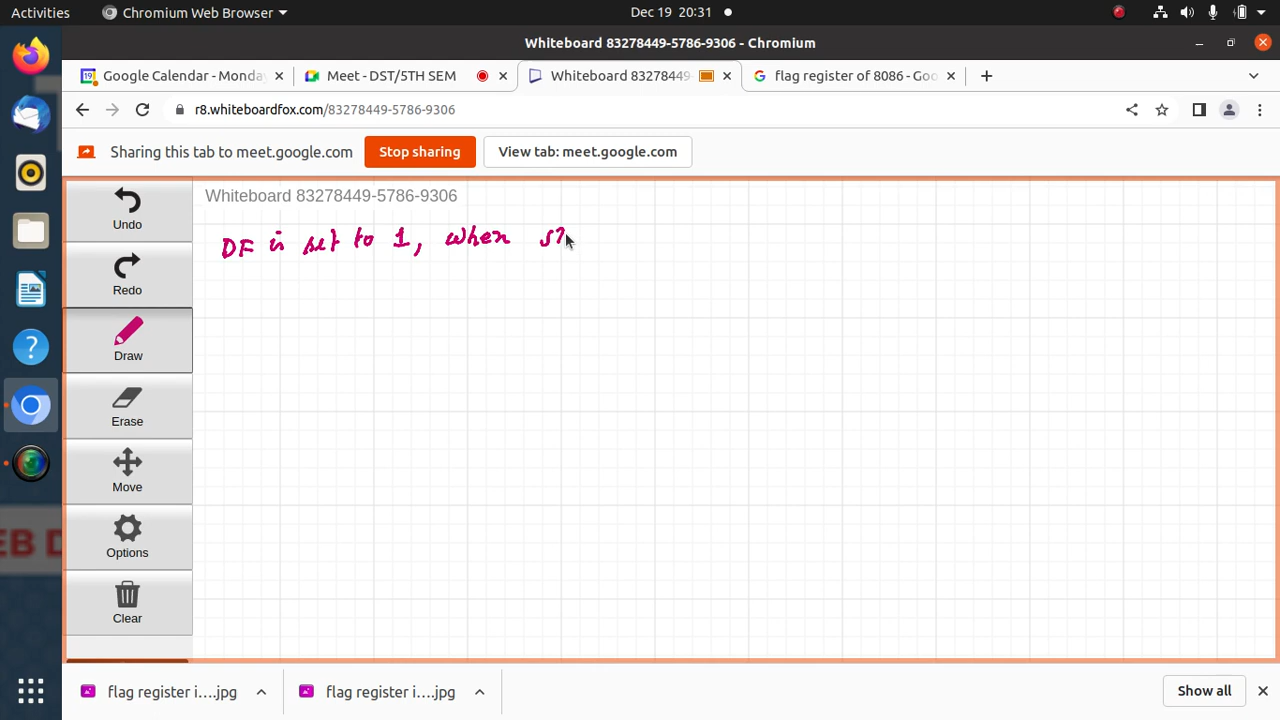 Activities Chromium Web Browser Dec 19 20:31
Whiteboard 83278449-5786-9306 - Chromium
Google Calendar - Monda Meet - DST/5TH SEM Whiteboard 83278449- flag register of 8086 - Goo
r8.whiteboardfox.com/83278449-5786-9306
Sharing this tab to meet.google.com Stop sharing View tab: meet.google.com
Whiteboard 83278449-5786-9306
DF is set to 1, when
Undo
Redo
Draw
Erase
Move
Options
Clear
flag register i....jpg flag register i....jpg Show all